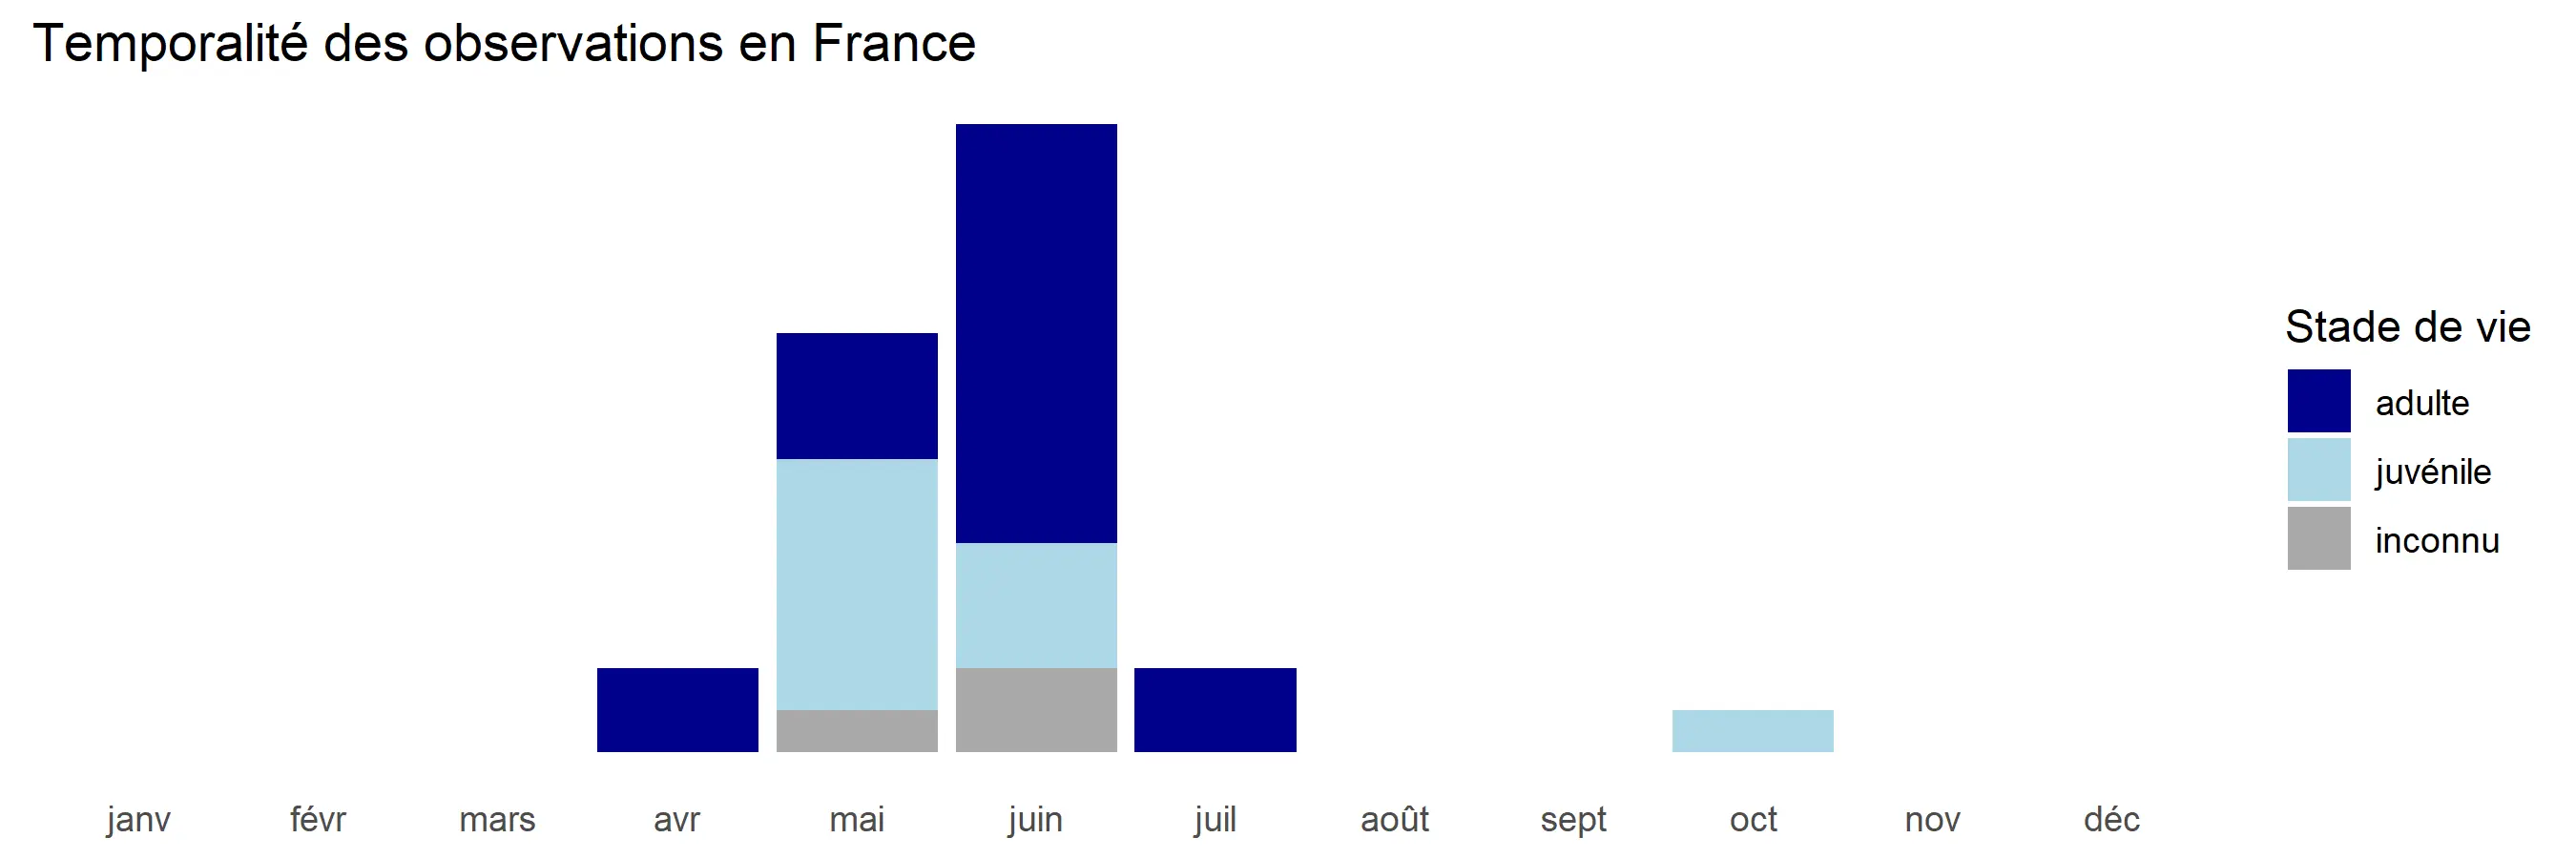 Temporalité des observations en France
Stade de vie
adulte
juvénile
inconnu
janv févr mars avr mai juin juil août sept oct nov déc